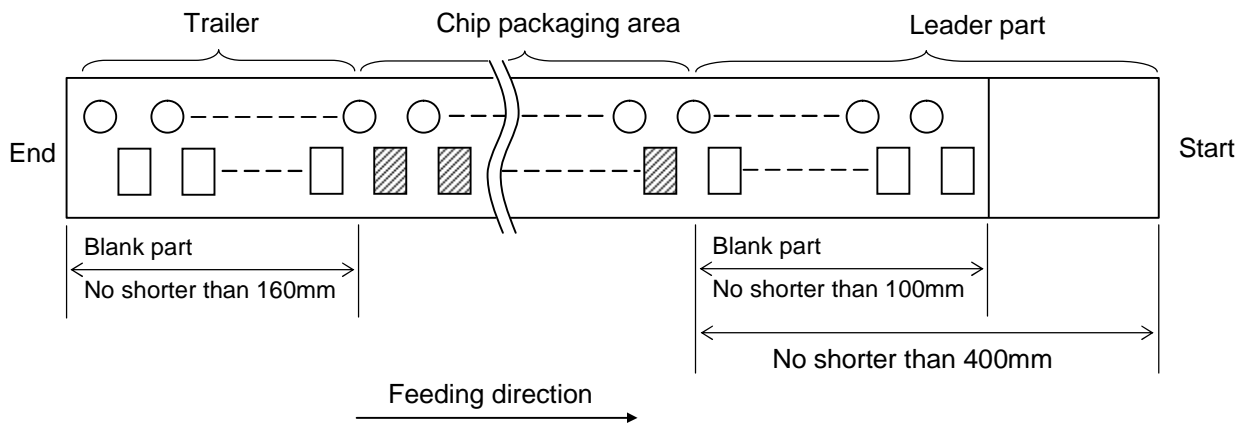 Trailer
Chip packaging area
Leader part
End
Start
Blank part
No shorter than 160mm
Blank part
No shorter than 100mm
No shorter than 400mm
Feeding direction